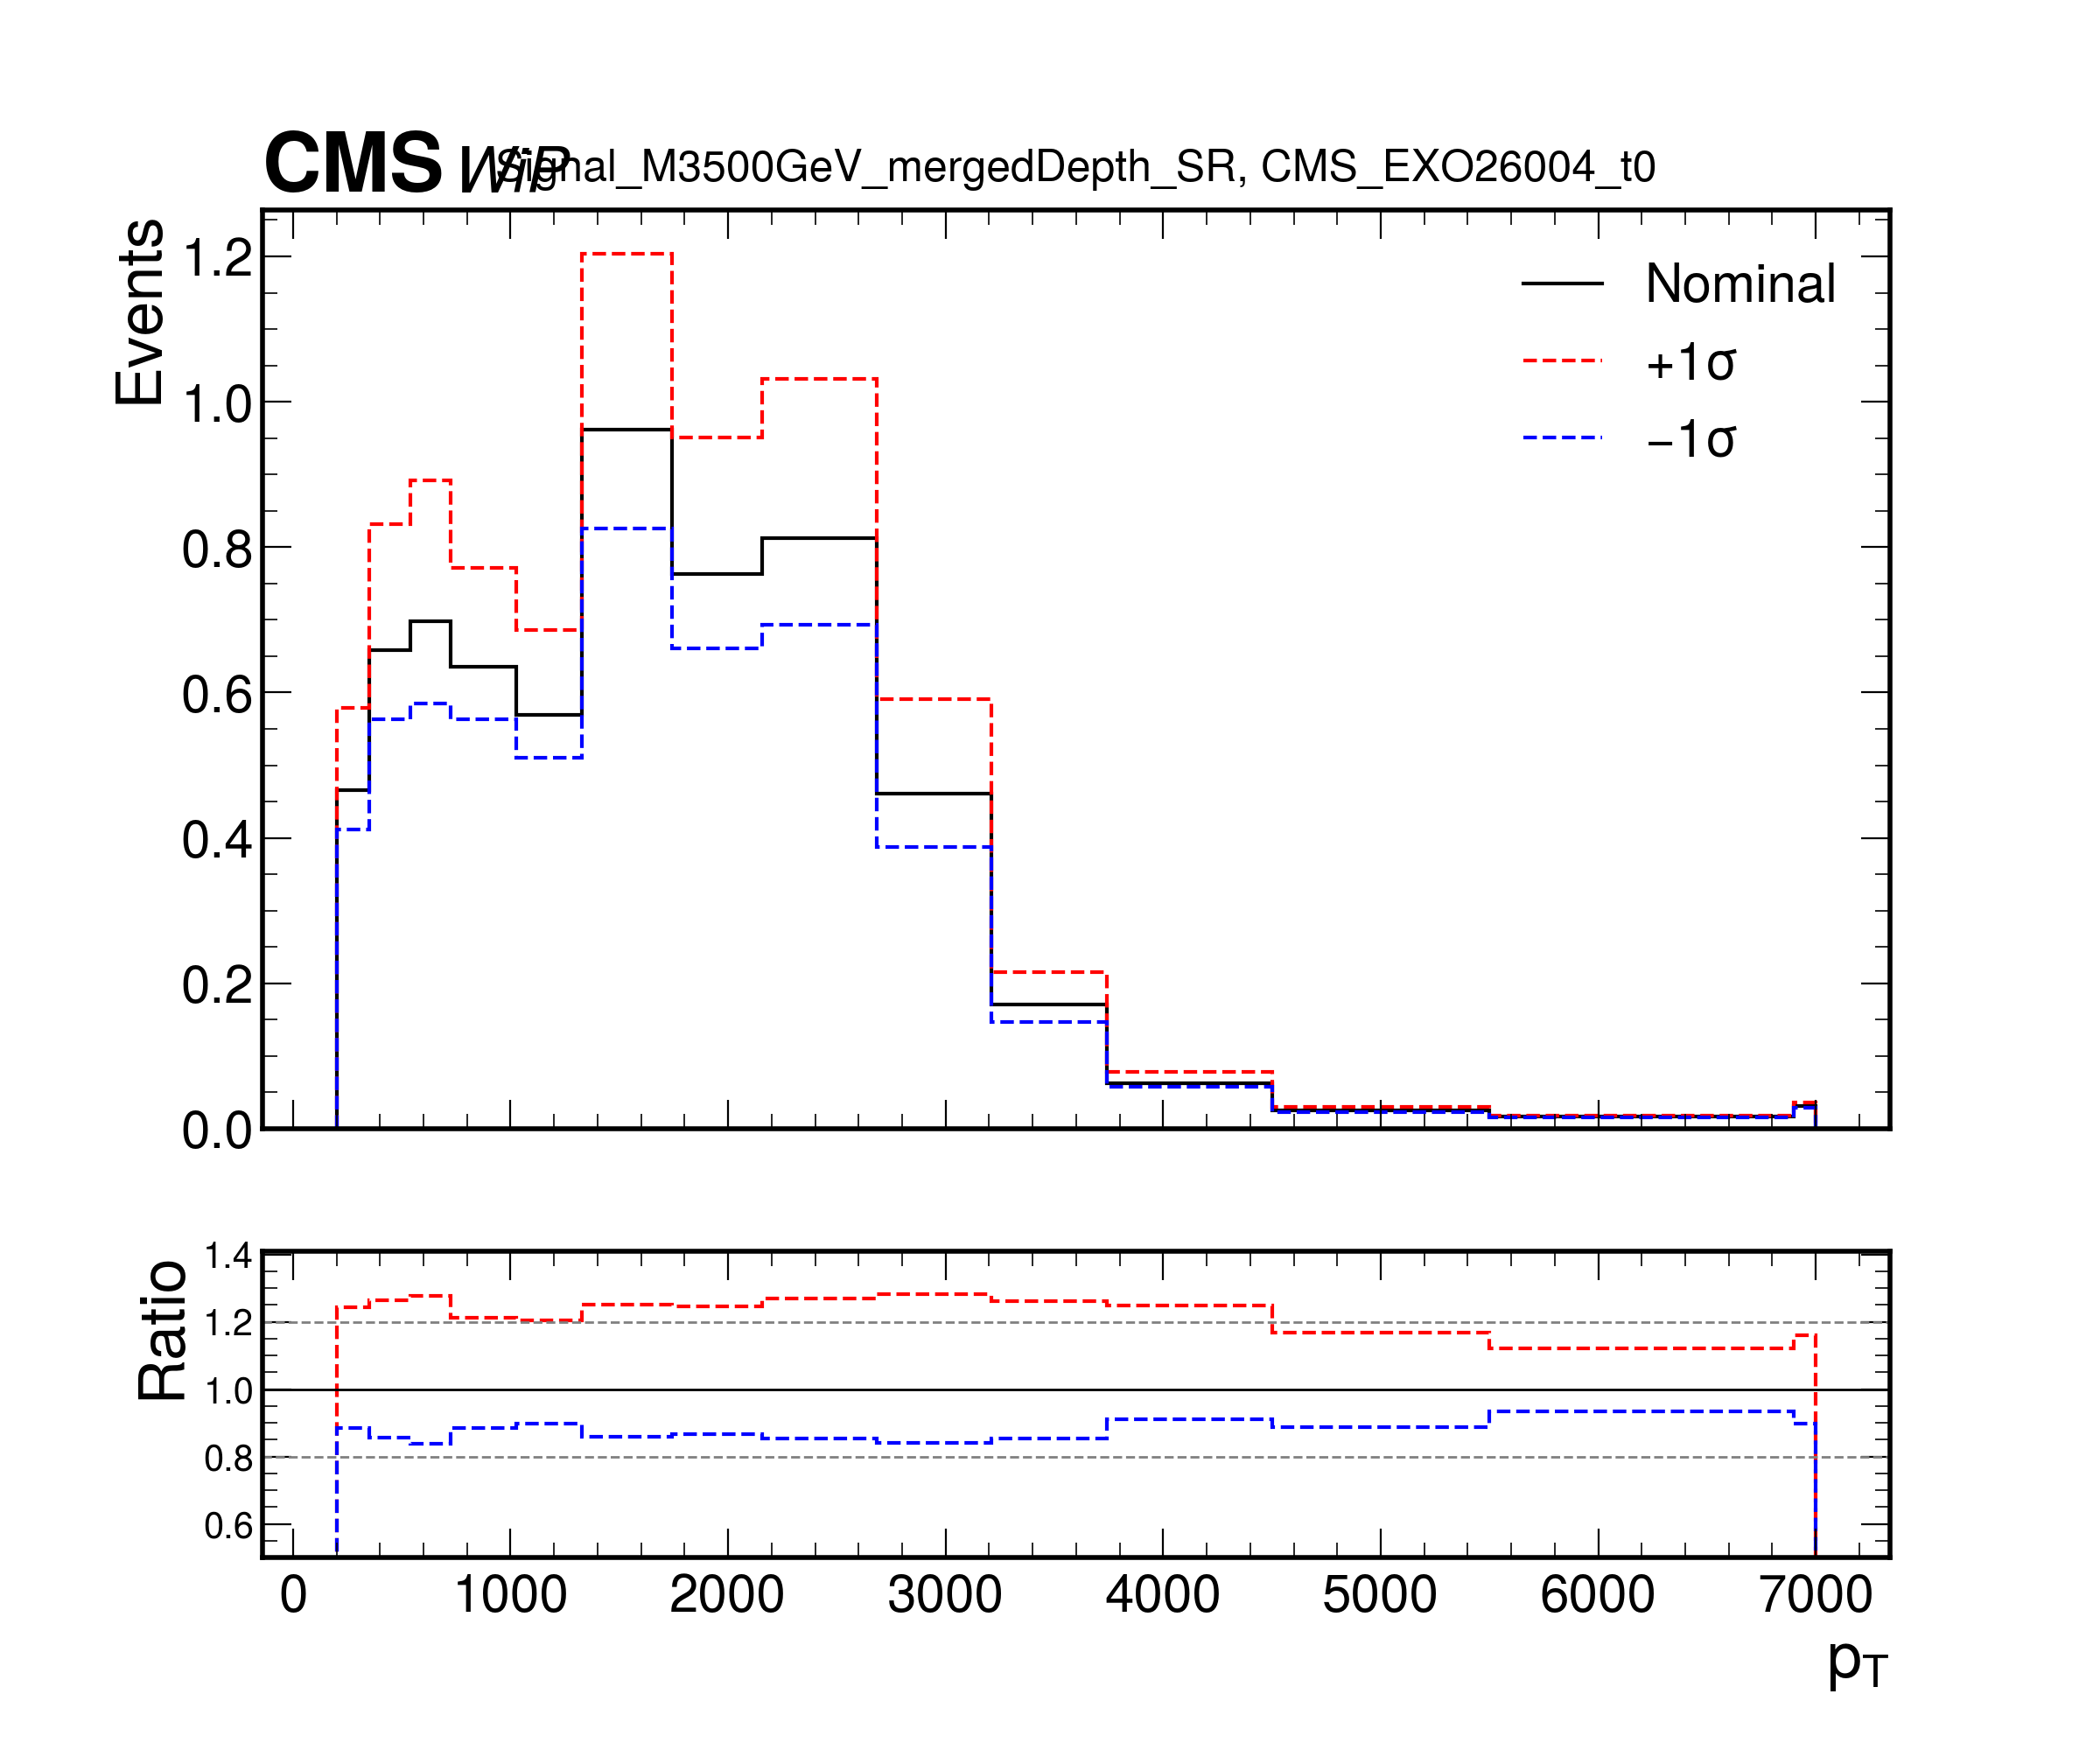 CMS WiP Signal_M3500GeV_mergedDepth_SR, CMS_EXO26004_t0
Events
1.2
1.0
0.8
0.6
0.4
0.2
0.0
Nominal
+1σ
−1σ
Ratio
1.4
1.2
1.0
0.8
0.6
0 1000 2000 3000 4000 5000 6000 7000
pT